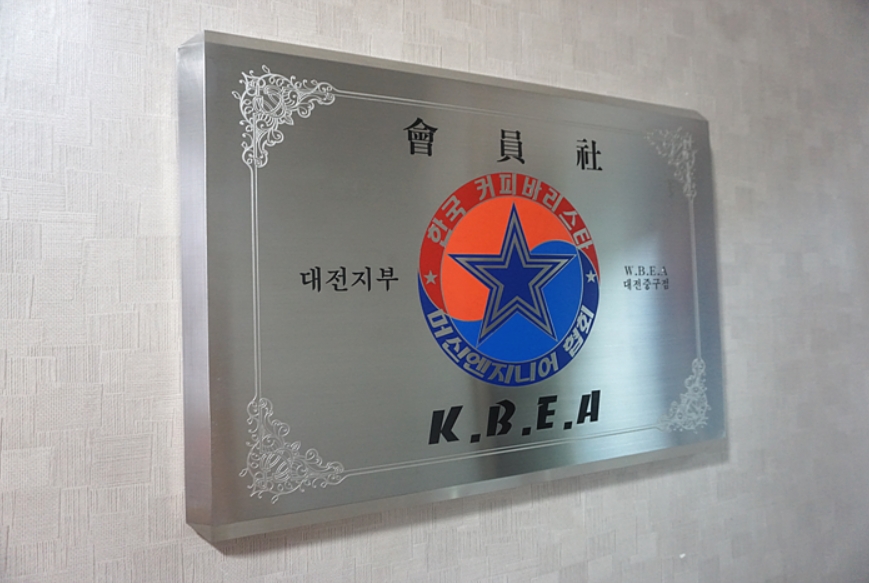 會員社
한국 커피바리스타
대전지부
W.B.E.A
대전중구점
머신엔지니어 협회
K.B.E.A